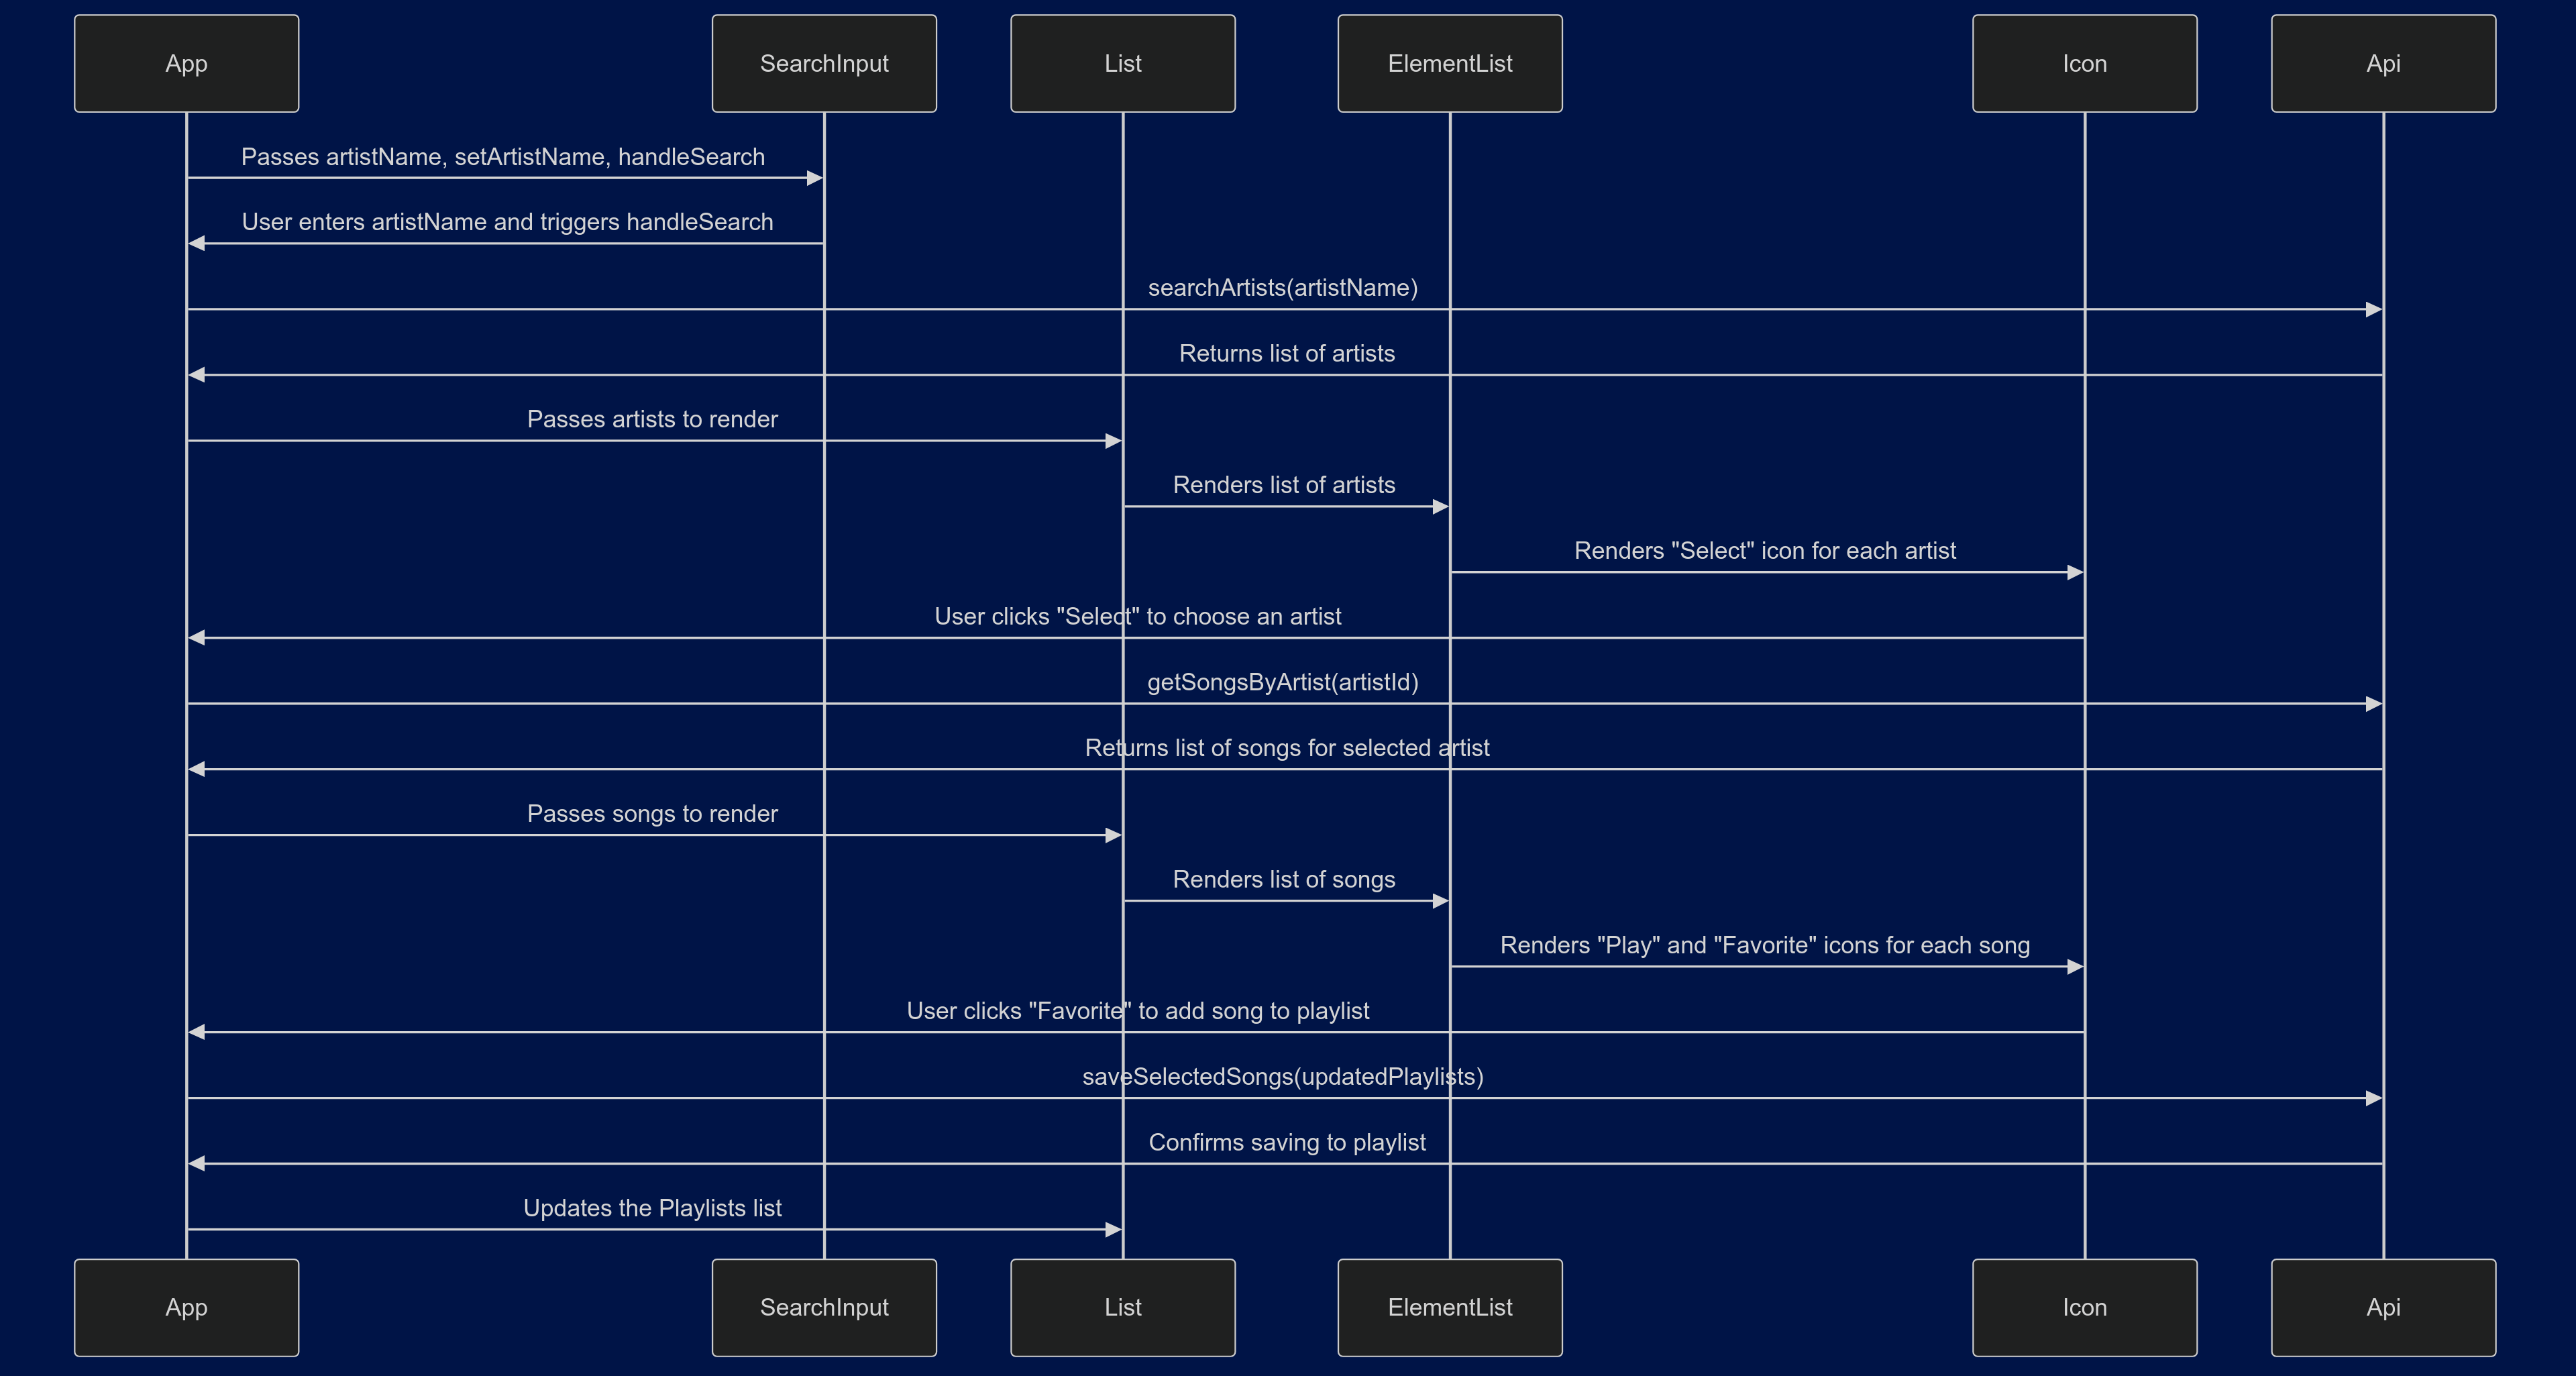 App
SearchInput
List
ElementList
Icon
Api
Passes artistName, setArtistName, handleSearch
User enters artistName and triggers handleSearch
searchArtists(artistName)
Returns list of artists
Passes artists to render
Renders list of artists
Renders "Select" icon for each artist
User clicks "Select" to choose an artist
getSongsByArtist(artistId)
Returns list of songs for selected artist
Passes songs to render
Renders list of songs
Renders "Play" and "Favorite" icons for each song
User clicks "Favorite" to add song to playlist
saveSelectedSongs(updatedPlaylists)
Confirms saving to playlist
Updates the Playlists list
App
SearchInput
List
ElementList
Icon
Api